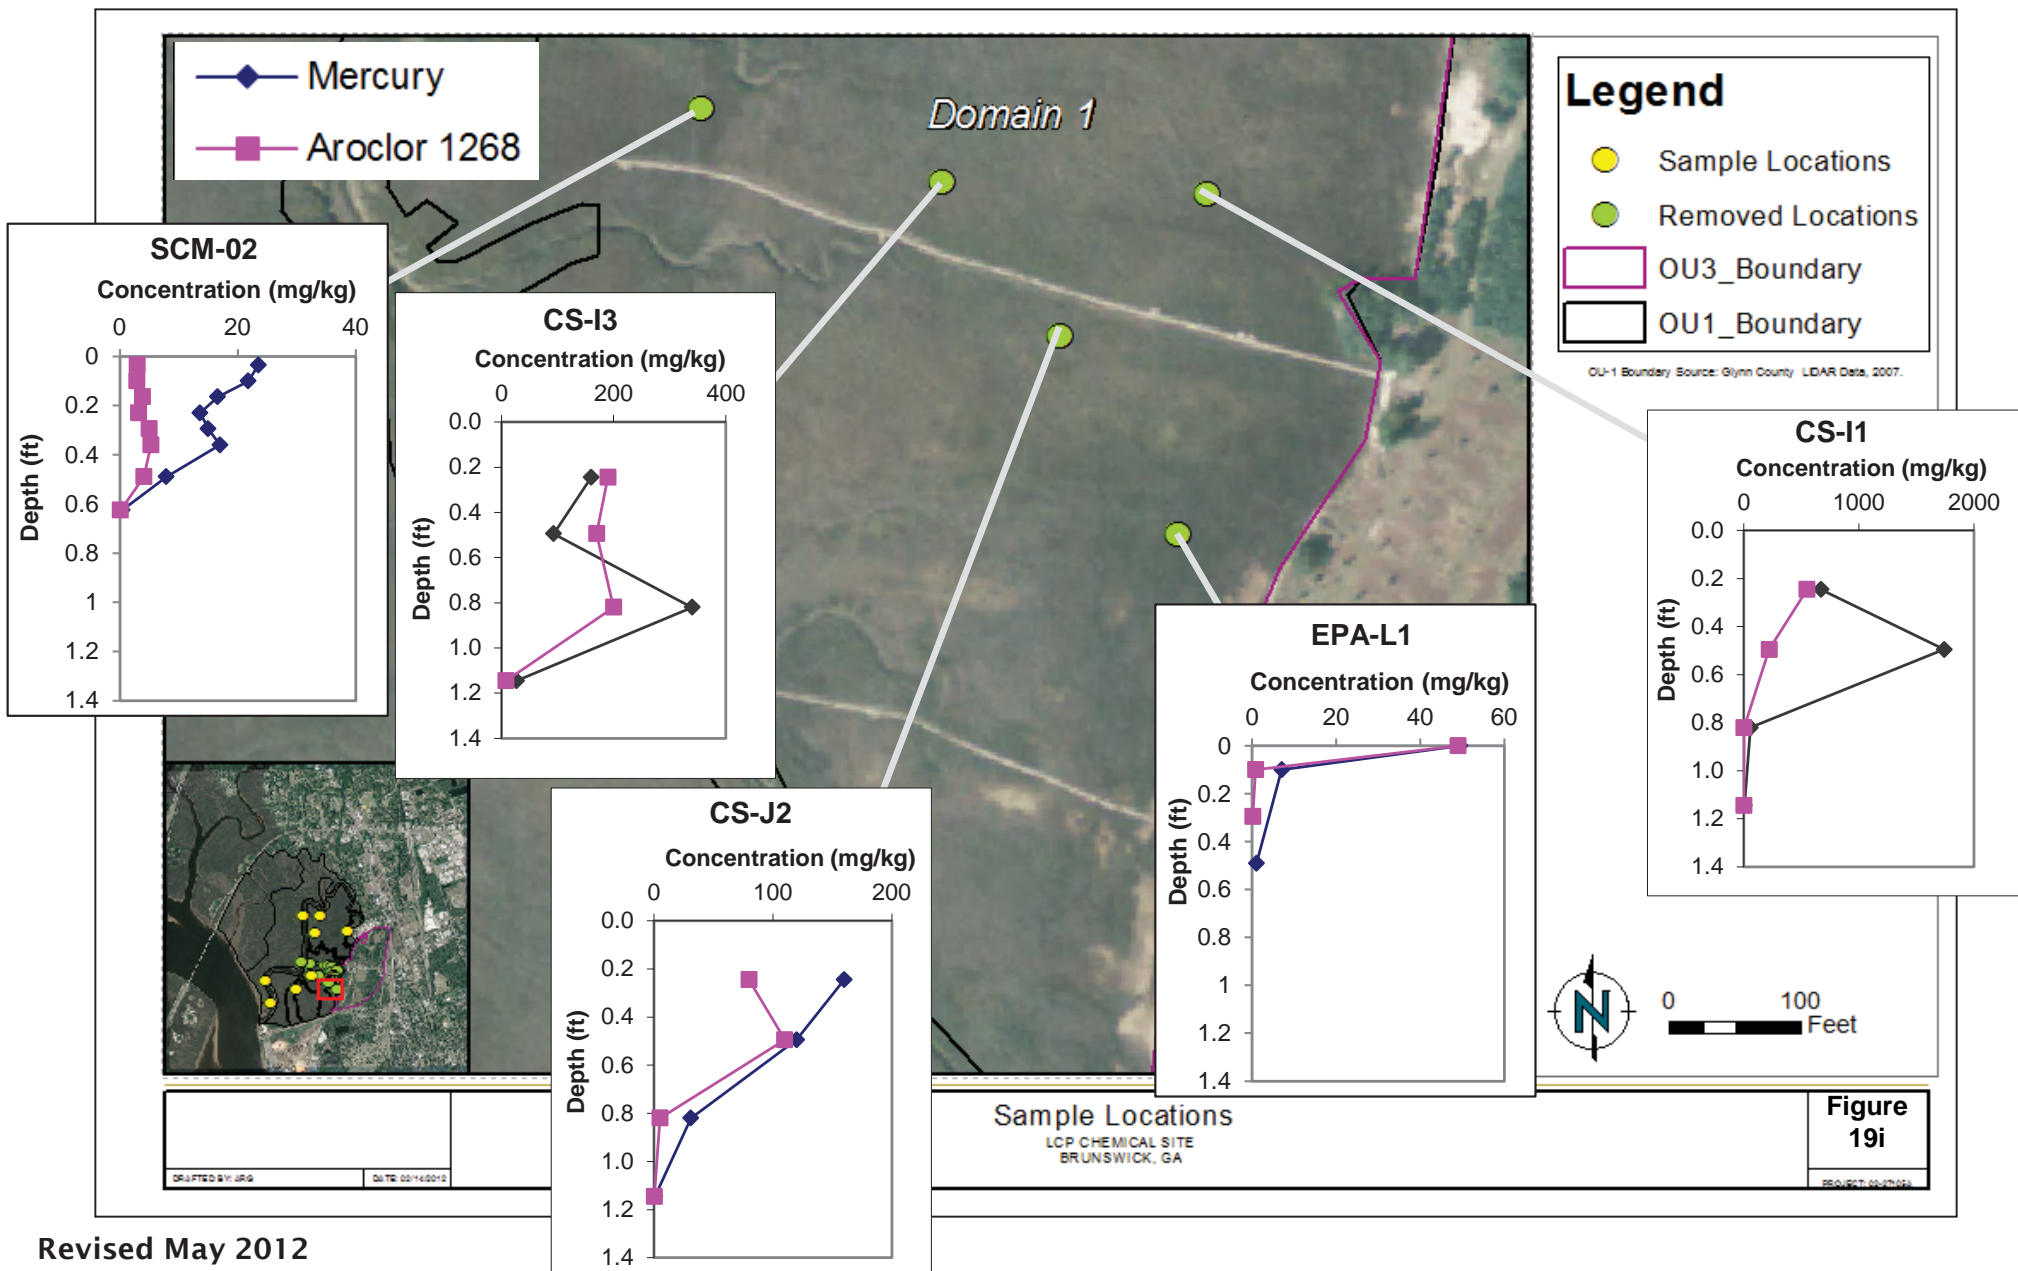 Mercury
Aroclor 1268
Domain 1
Legend
Sample Locations
Removed Locations
OU3_Boundary
OU1_Boundary
OU-1 Boundary Source: Glynn County LIDAR Data, 2007.
SCM-02
Concentration (mg/kg)
0 20 40
Depth (ft)
0
0.2
0.4
0.6
0.8
1
1.2
1.4
CS-I3
Concentration (mg/kg)
0 200 400
Depth (ft)
0.0
0.2
0.4
0.6
0.8
1.0
1.2
1.4
CS-J2
Concentration (mg/kg)
0 100 200
Depth (ft)
0.0
0.2
0.4
0.6
0.8
1.0
1.2
1.4
EPA-L1
Concentration (mg/kg)
0 20 40 60
Depth (ft)
0
0.2
0.4
0.6
0.8
1
1.2
1.4
CS-I1
Concentration (mg/kg)
0 1000 2000
Depth (ft)
0.0
0.2
0.4
0.6
0.8
1.0
1.2
1.4
N
0 100
Feet
Sample Locations
LCP CHEMICAL SITE
BRUNSWICK, GA
Figure
19i
DRAFTED BY: ARG
DATE: 02/14/2012
Revised May 2012